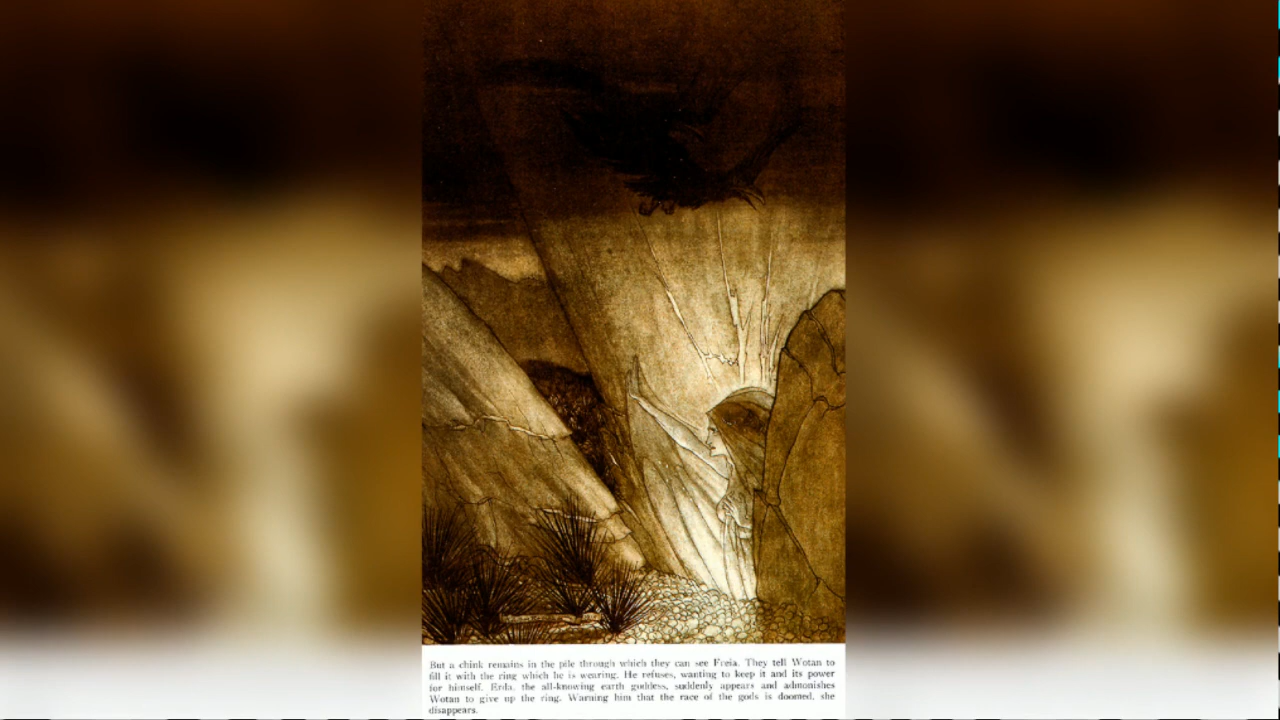 But a chink remains in the pile through which they can see Freia. They tell Wotan to
fill it with the ring which he is wearing. He refuses, wanting to keep it and its power
for himself. Erda, the all-knowing earth goddess, suddenly appears and admonishes
Wotan to give up the ring. Warning him that the race of the gods is doomed, she
disappears.